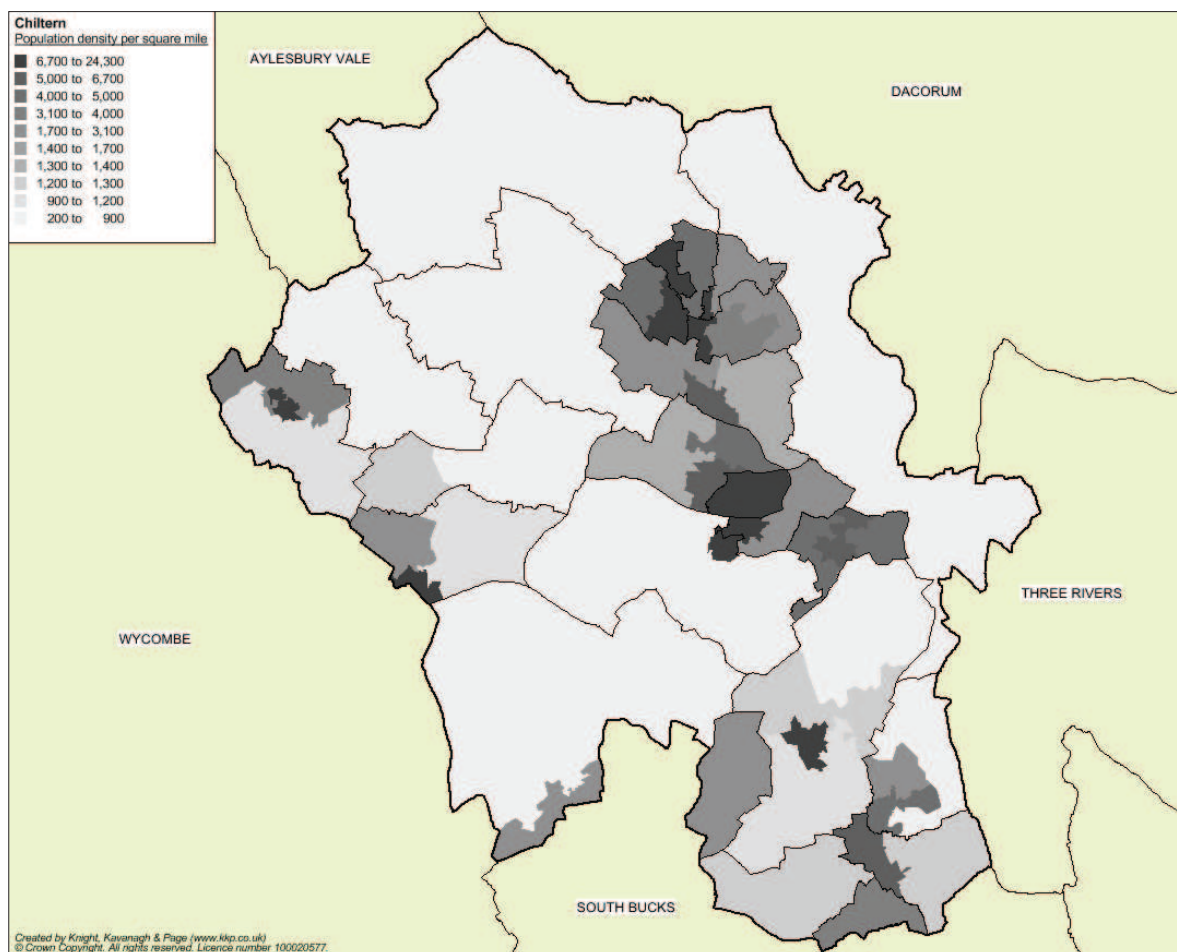 Chiltern
Population density per square mile
6,700 to 24,300
5,000 to 6,700
4,000 to 5,000
3,100 to 4,000
1,700 to 3,100
1,400 to 1,700
1,300 to 1,400
1,200 to 1,300
900 to 1,200
200 to 900
AYLESBURY VALE
DACORUM
THREE RIVERS
WYCOMBE
SOUTH BUCKS
Created by Knight, Kavanagh & Page (www.kkp.co.uk)
© Crown Copyright. All rights reserved. Licence number 100020577.